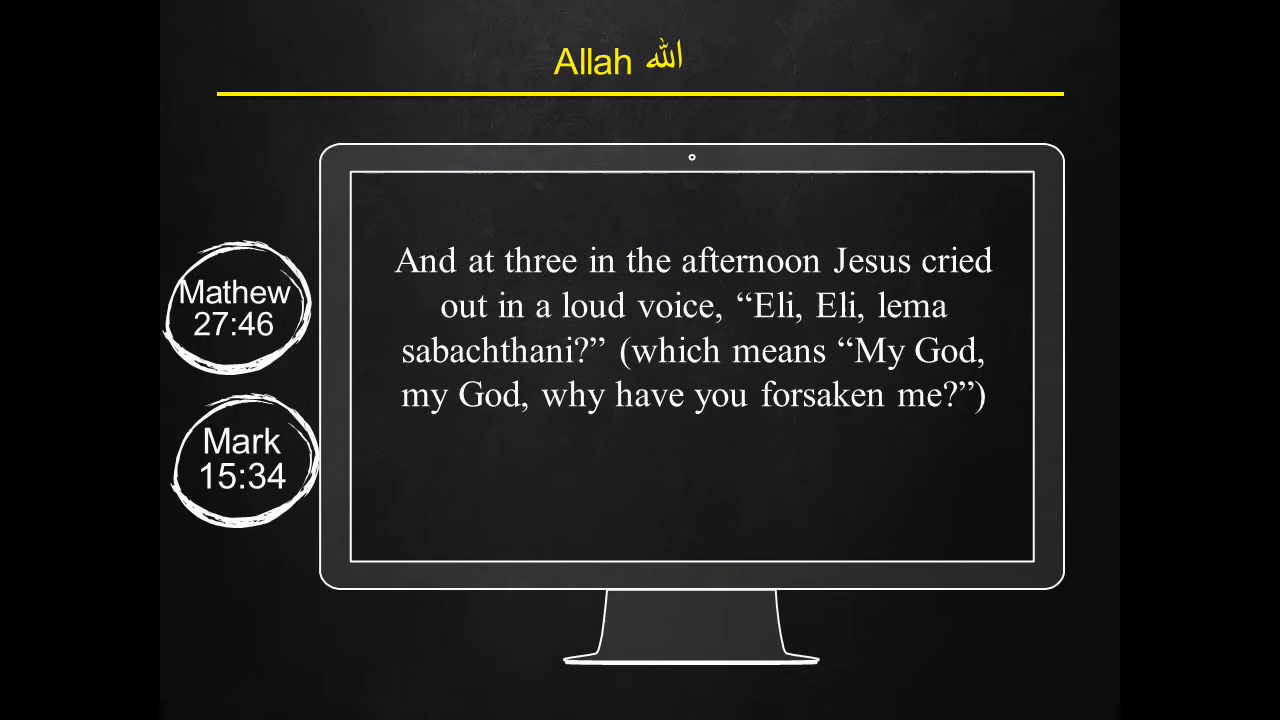 Allah الله
Mathew
27:46
Mark
15:34
And at three in the afternoon Jesus cried
out in a loud voice, “Eli, Eli, lema
sabachthani?” (which means “My God,
my God, why have you forsaken me?”)